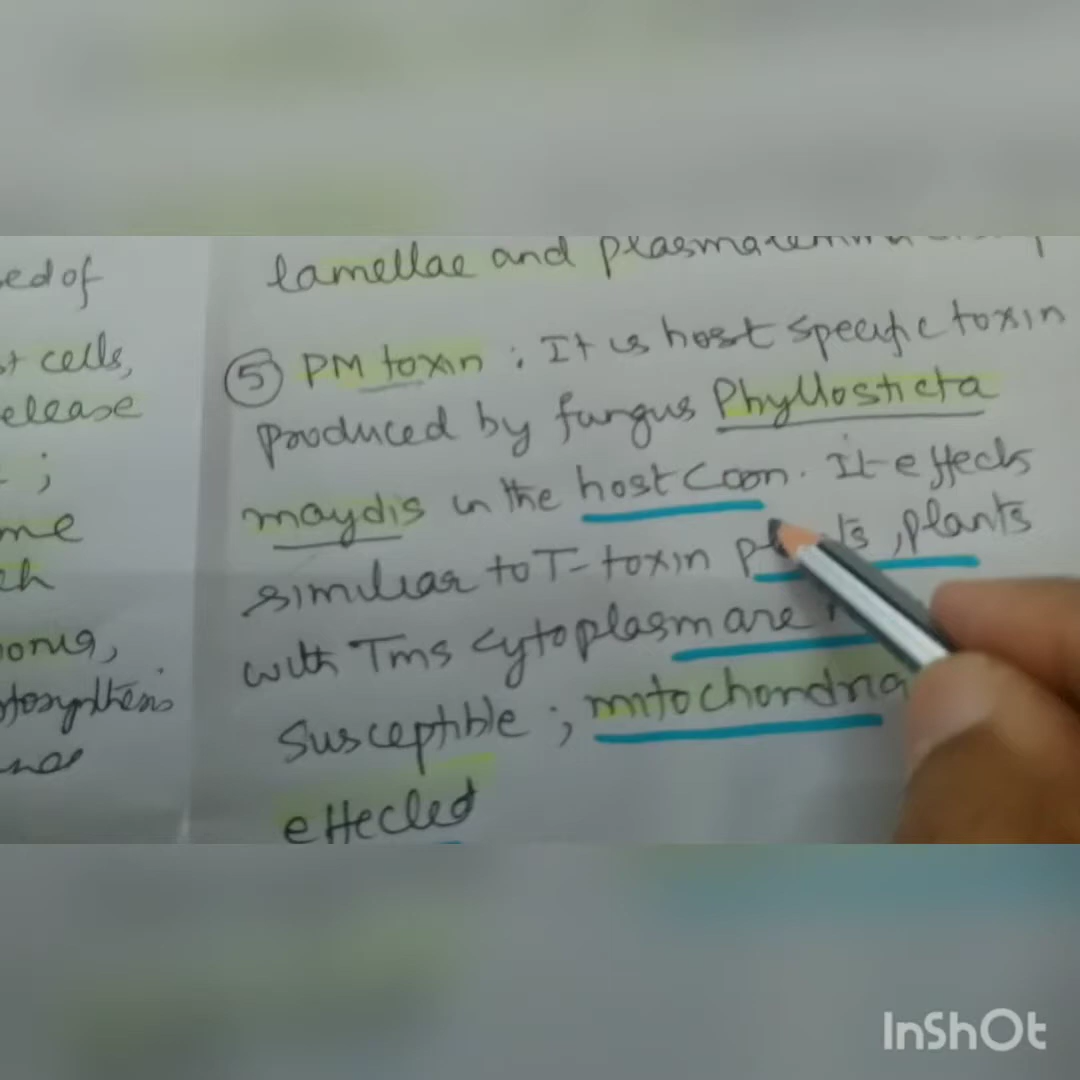 ed of
cells,
elease
;
me
ch
lamellae and
⑤ PM toxin : It is host specific toxin
produced by fungus Phyllosticta
maydis in the host Coon. It effects
similiar to T-toxin plants, plants
with Tms cytoplasm are
susceptible ; mitochondria
effected
InShOt